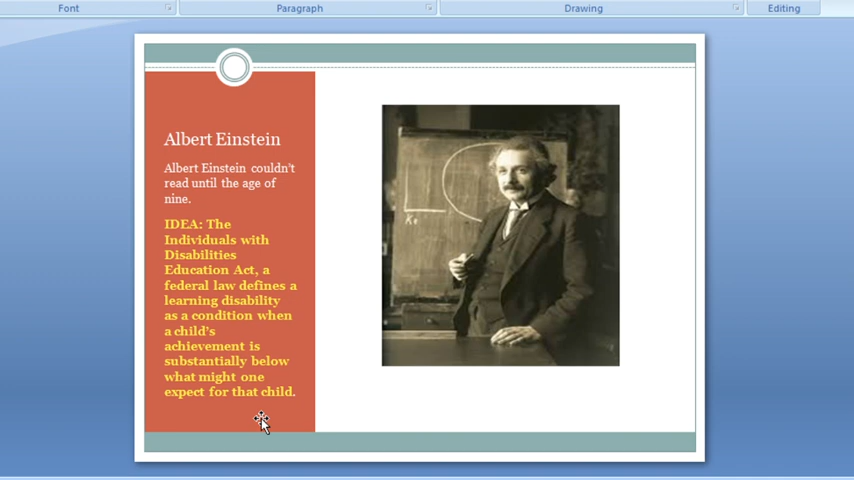 Font
Paragraph
Drawing
Editing
Albert Einstein
Albert Einstein couldn't
read until the age of
nine.
IDEA: The
Individuals with
Disabilities
Education Act, a
federal law defines a
learning disability
as a condition when
a child's
achievement is
substantially below
what might one
expect for that child.